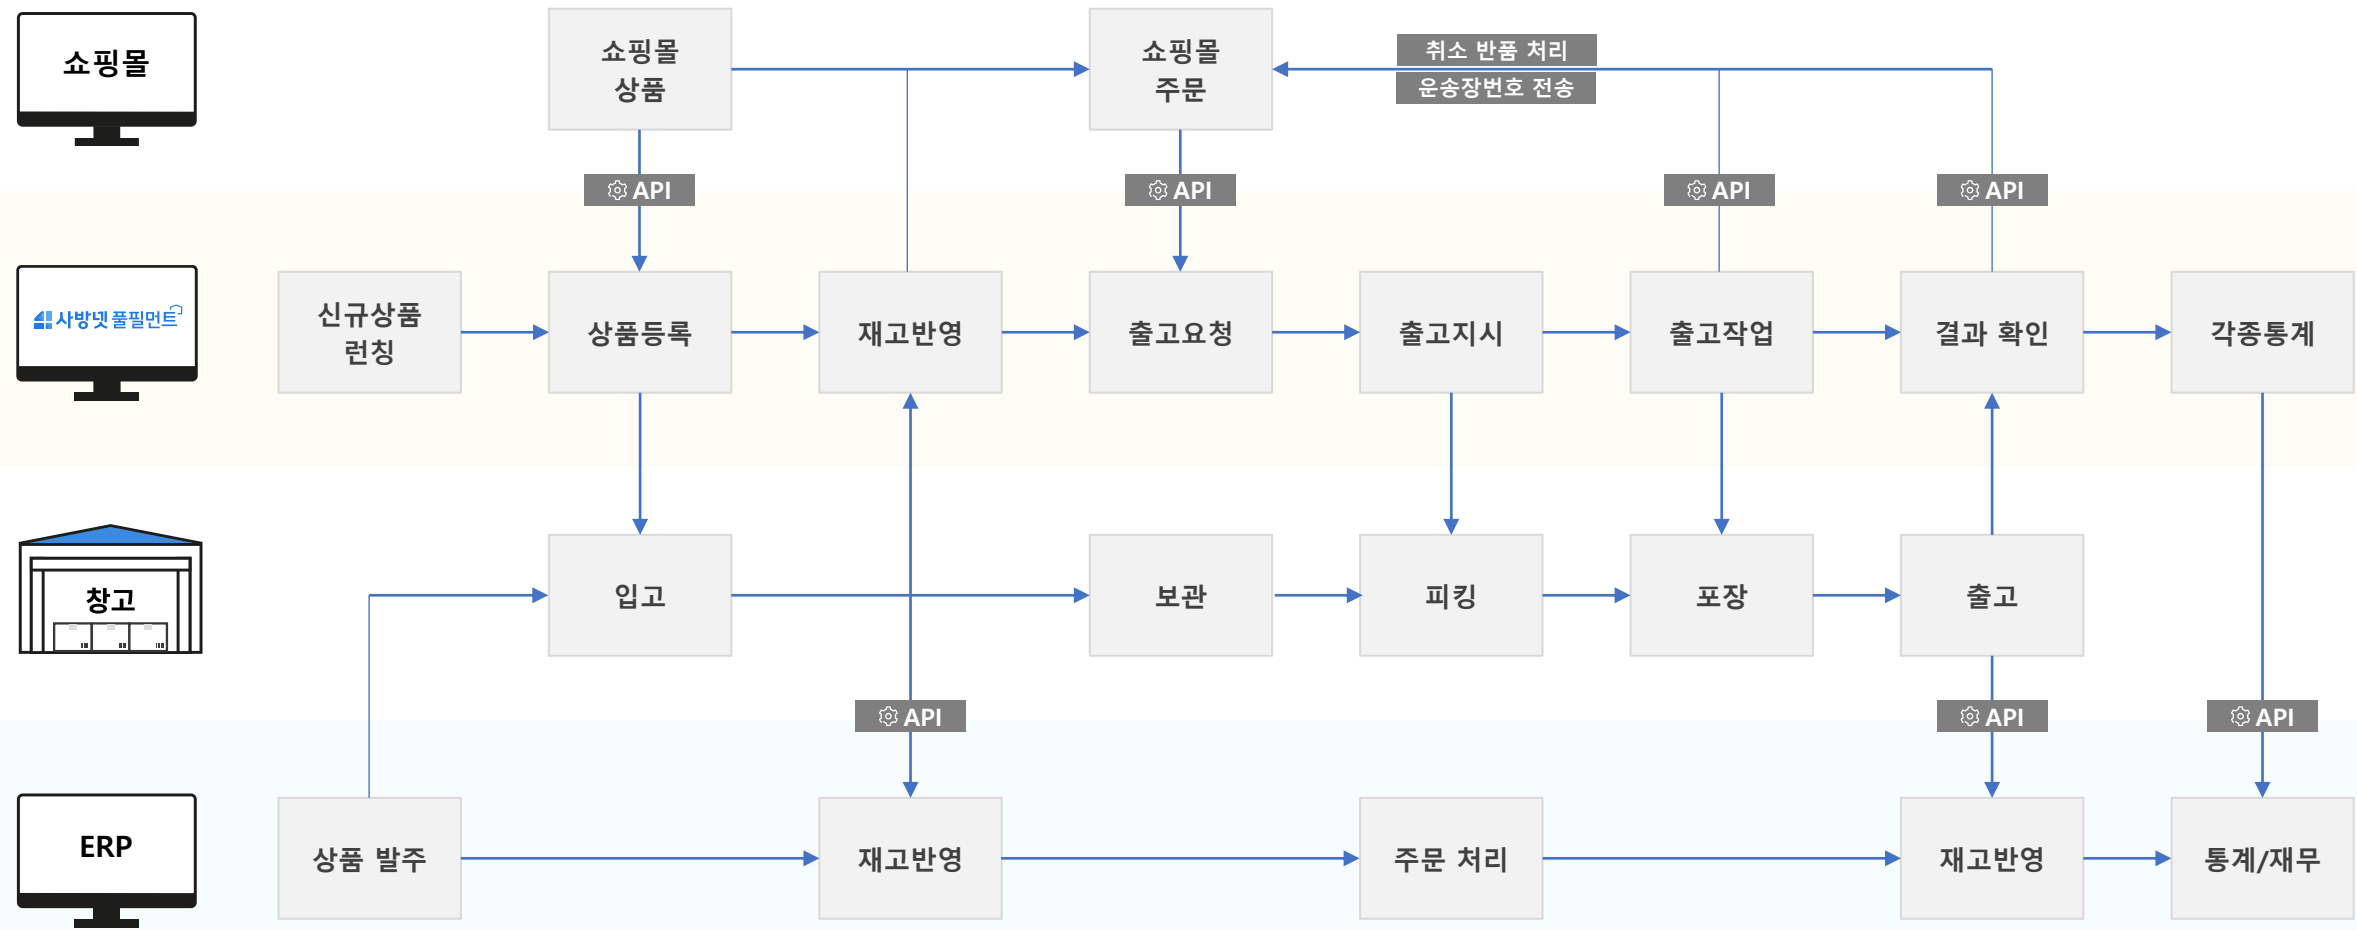 쇼핑몰
쇼핑몰
상품
쇼핑몰
주문
취소 반품 처리
운송장번호 전송
API
API
API
API
사방넷 풀필먼트
신규상품
런칭
상품등록
재고반영
출고요청
출고지시
출고작업
결과 확인
각종통계
창고
입고
보관
피킹
포장
출고
API
API
API
ERP
상품 발주
재고반영
주문 처리
재고반영
통계/재무